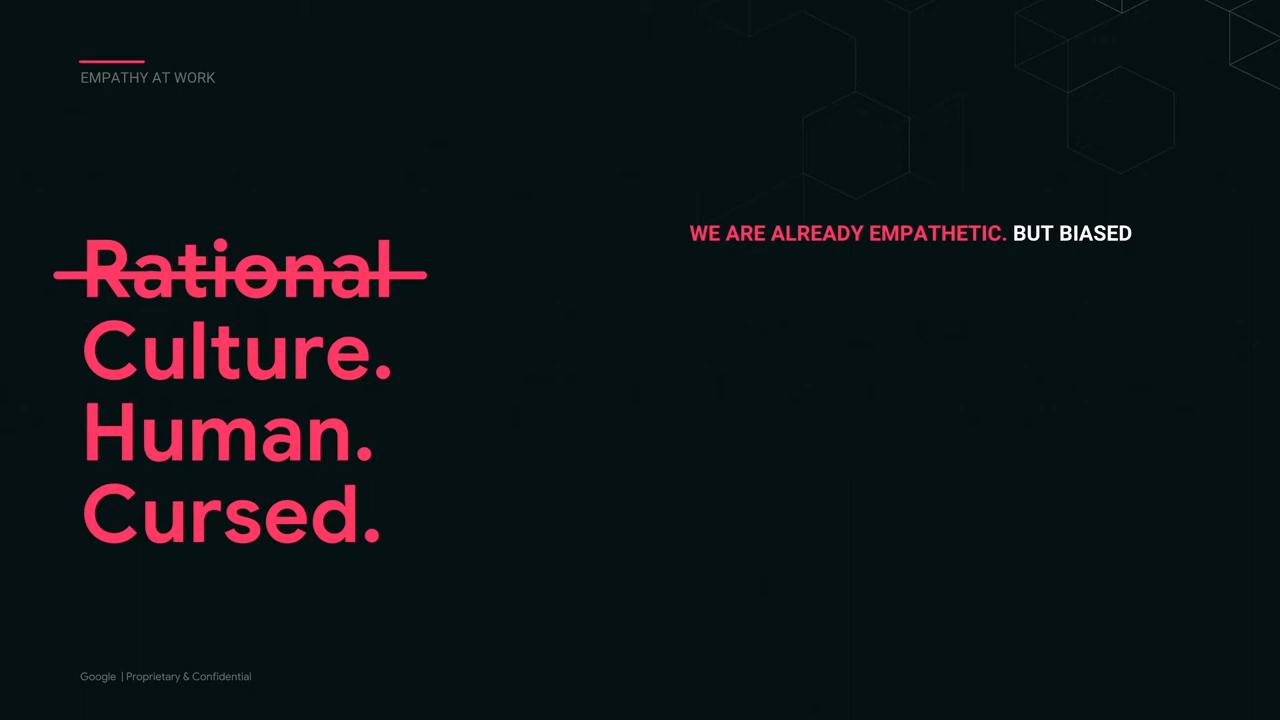 EMPATHY AT WORK
Rational
Culture.
Human.
Cursed.
WE ARE ALREADY EMPATHETIC. BUT BIASED
Google | Proprietary & Confidential